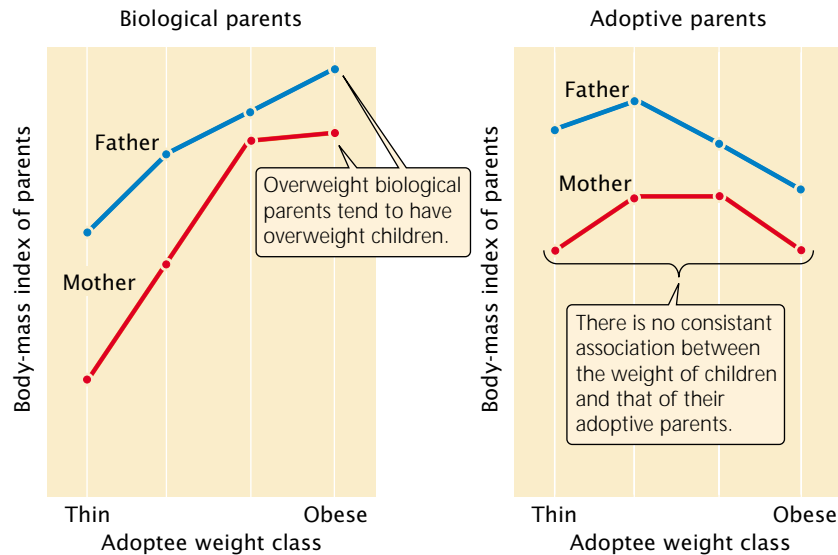 Biological parents
Body-mass index of parents
Father
Mother
Overweight biological
parents tend to have
overweight children.
Thin
Obese
Adoptee weight class
Adoptive parents
Body-mass index of parents
Father
Mother
There is no consistant
association between
the weight of children
and that of their
adoptive parents.
Thin
Obese
Adoptee weight class